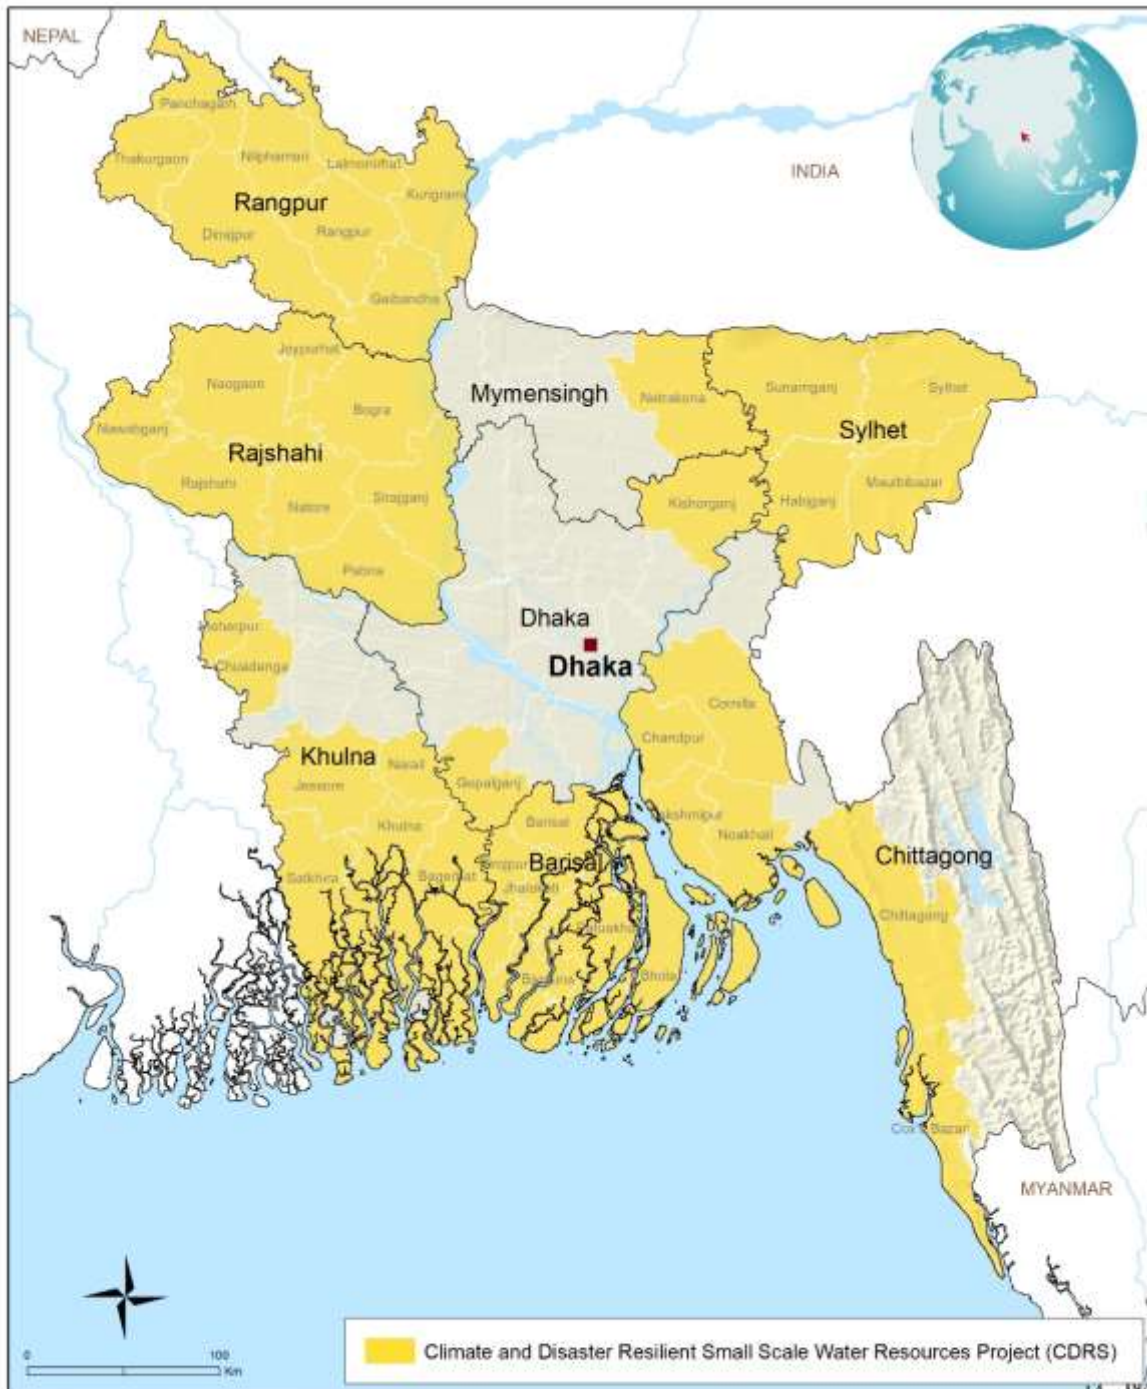 NEPAL
INDIA
Panchagarh
Thakorgaon
Nilphamari
Lalmonirhat
Kurigram
Rangpur
Dinajpur
Rangpur
Gaibandha
Joypurhat
Naogaon
Bogra
Nawabganj
Rajshahi
Rajshahi
Natore
Sirajganj
Pabna
Mymensingh
Netrakona
Sunamganj
Sylhet
Sylhet
Kishorganj
Habiganj
Maulbibazar
Meherpur
Chuadanga
Dhaka
Dhaka
Comilla
Chandpur
Khulna
Narail
Jessore
Gopalganj
Khulna
Barisal
Lakshmipur
Noakhali
Satkhira
Bagerhat
Barisal
Jhalokati
Chittagong
Chittagong
Barguna
Bhola
Cox's Bazar
MYANMAR
0 100
Km
Climate and Disaster Resilient Small Scale Water Resources Project (CDRS)